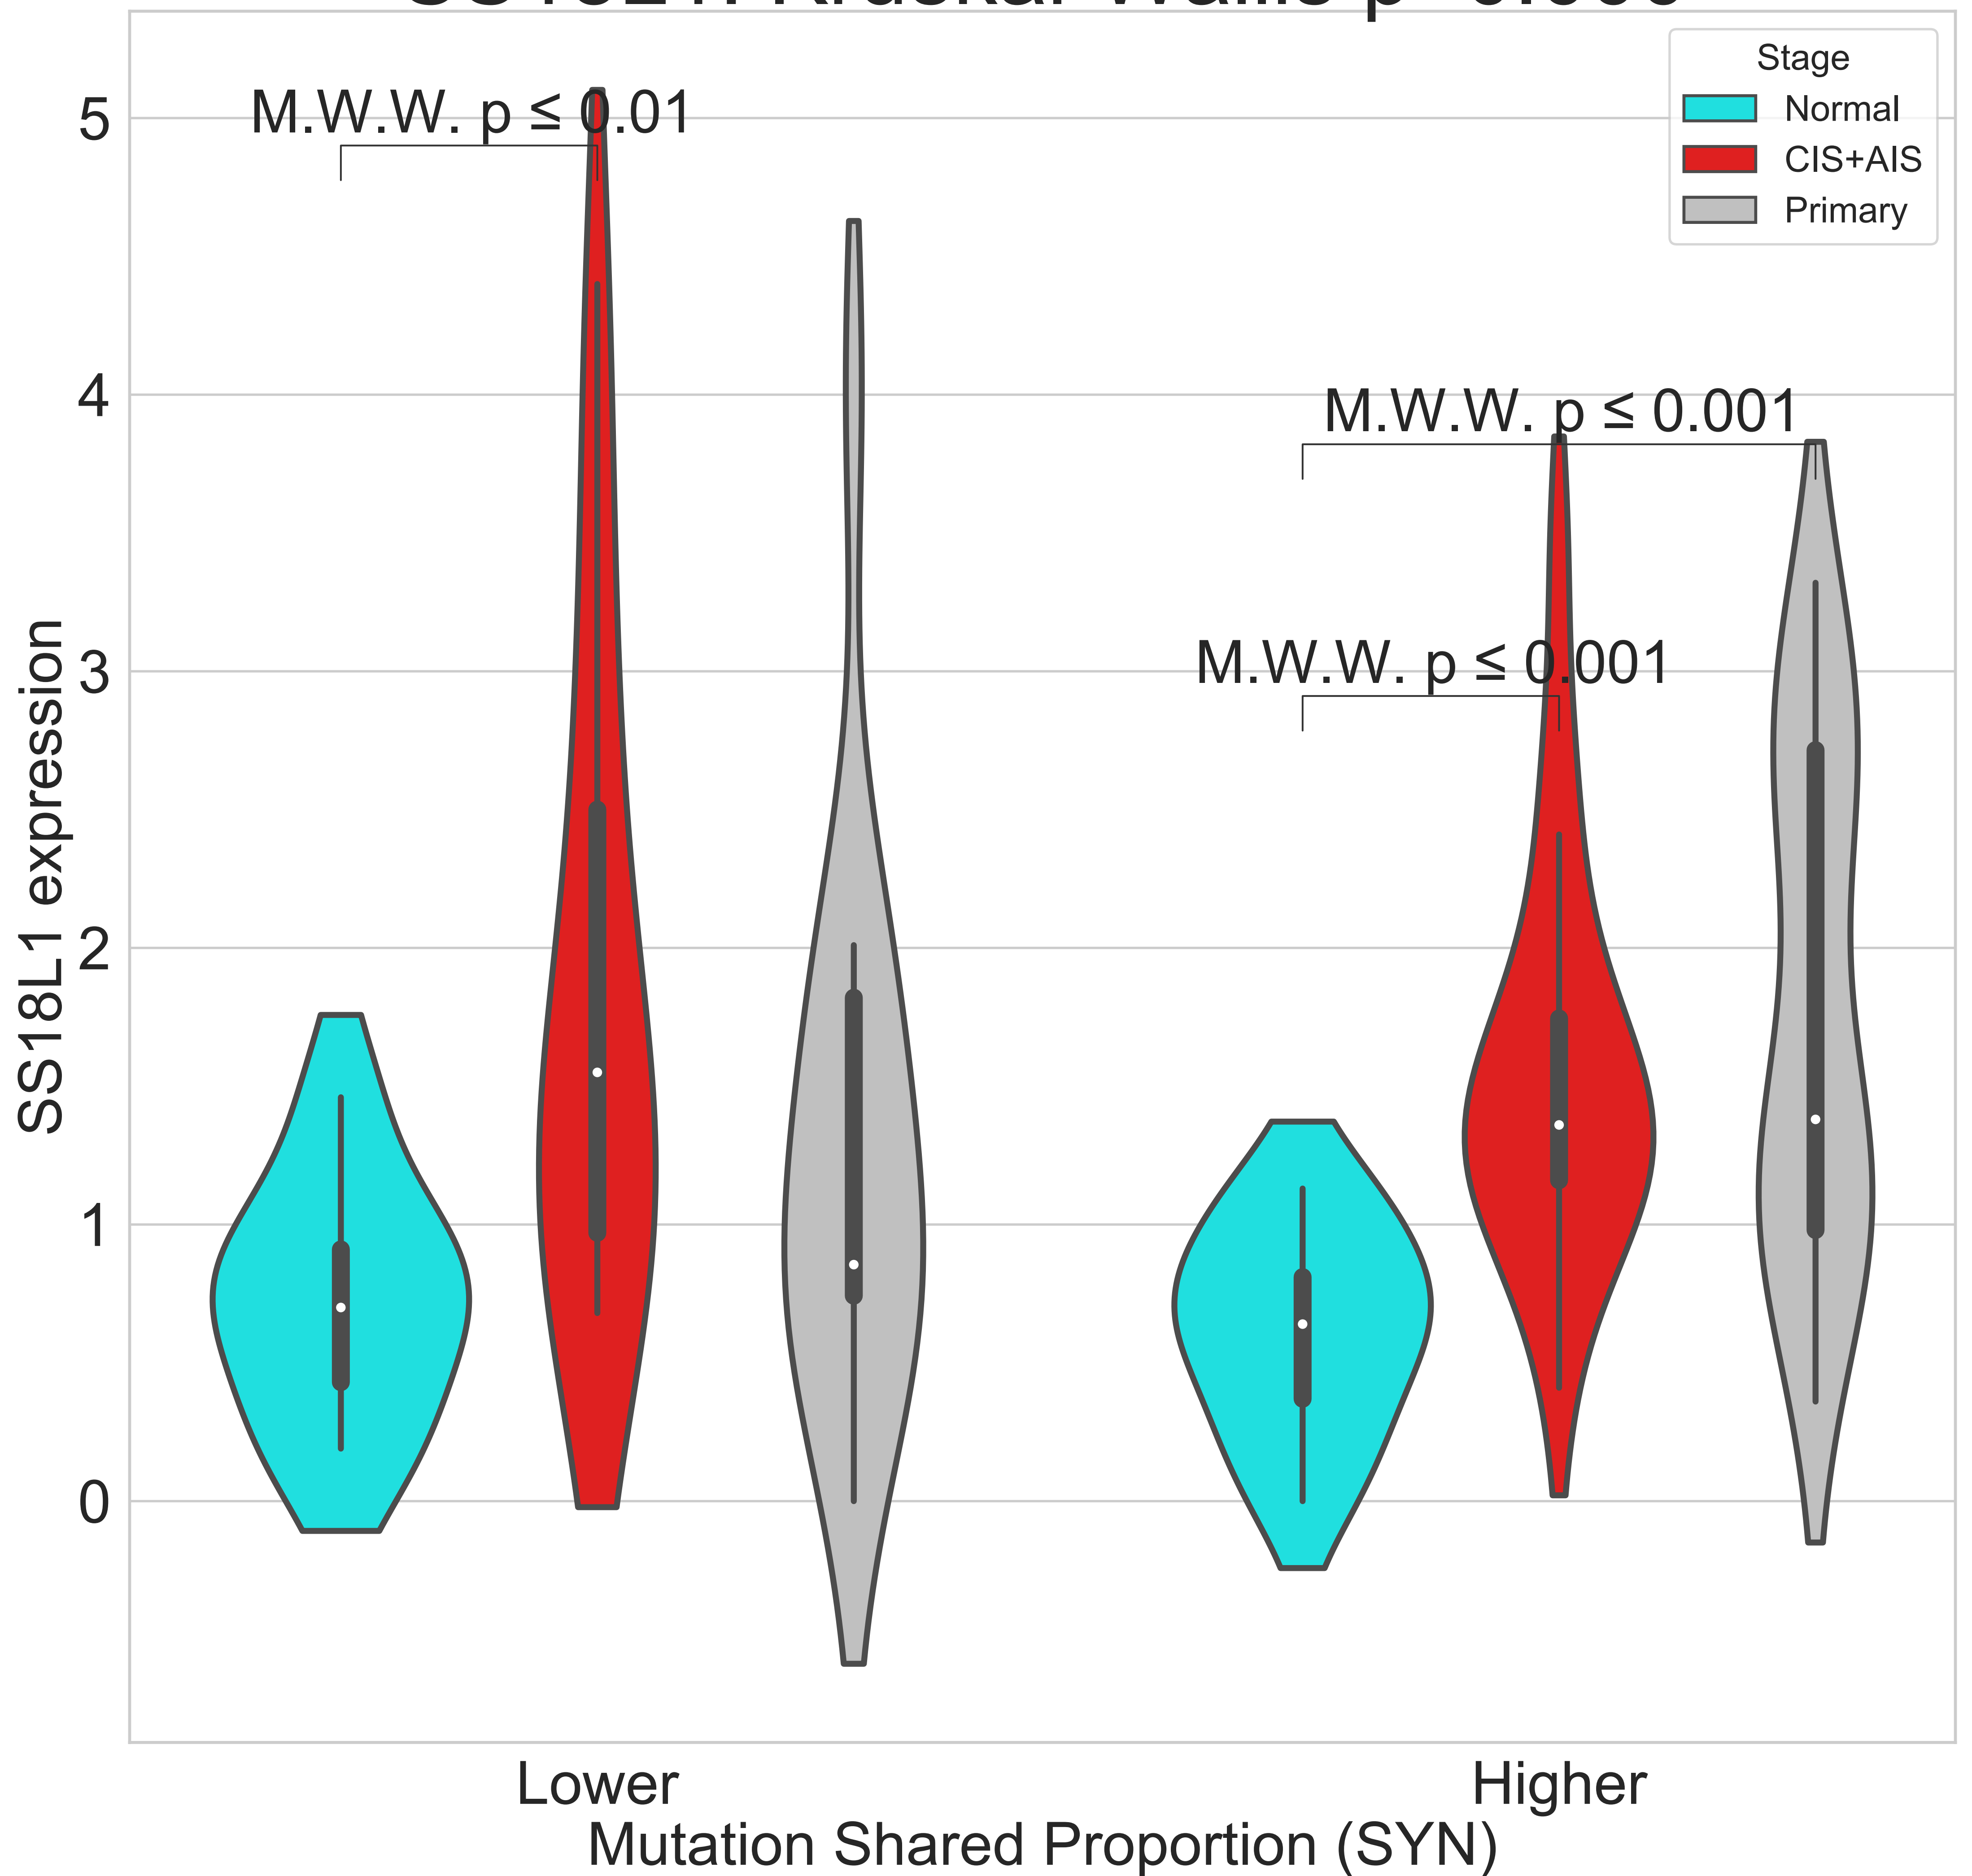 Stage
Normal
CIS+AIS
Primary
M.W.W. p ≤ 0.01
M.W.W. p ≤ 0.001
M.W.W. p ≤ 0.001
5
4
3
2
1
0
SS18L1 expression
Lower
Higher
Mutation Shared Proportion (SYN)